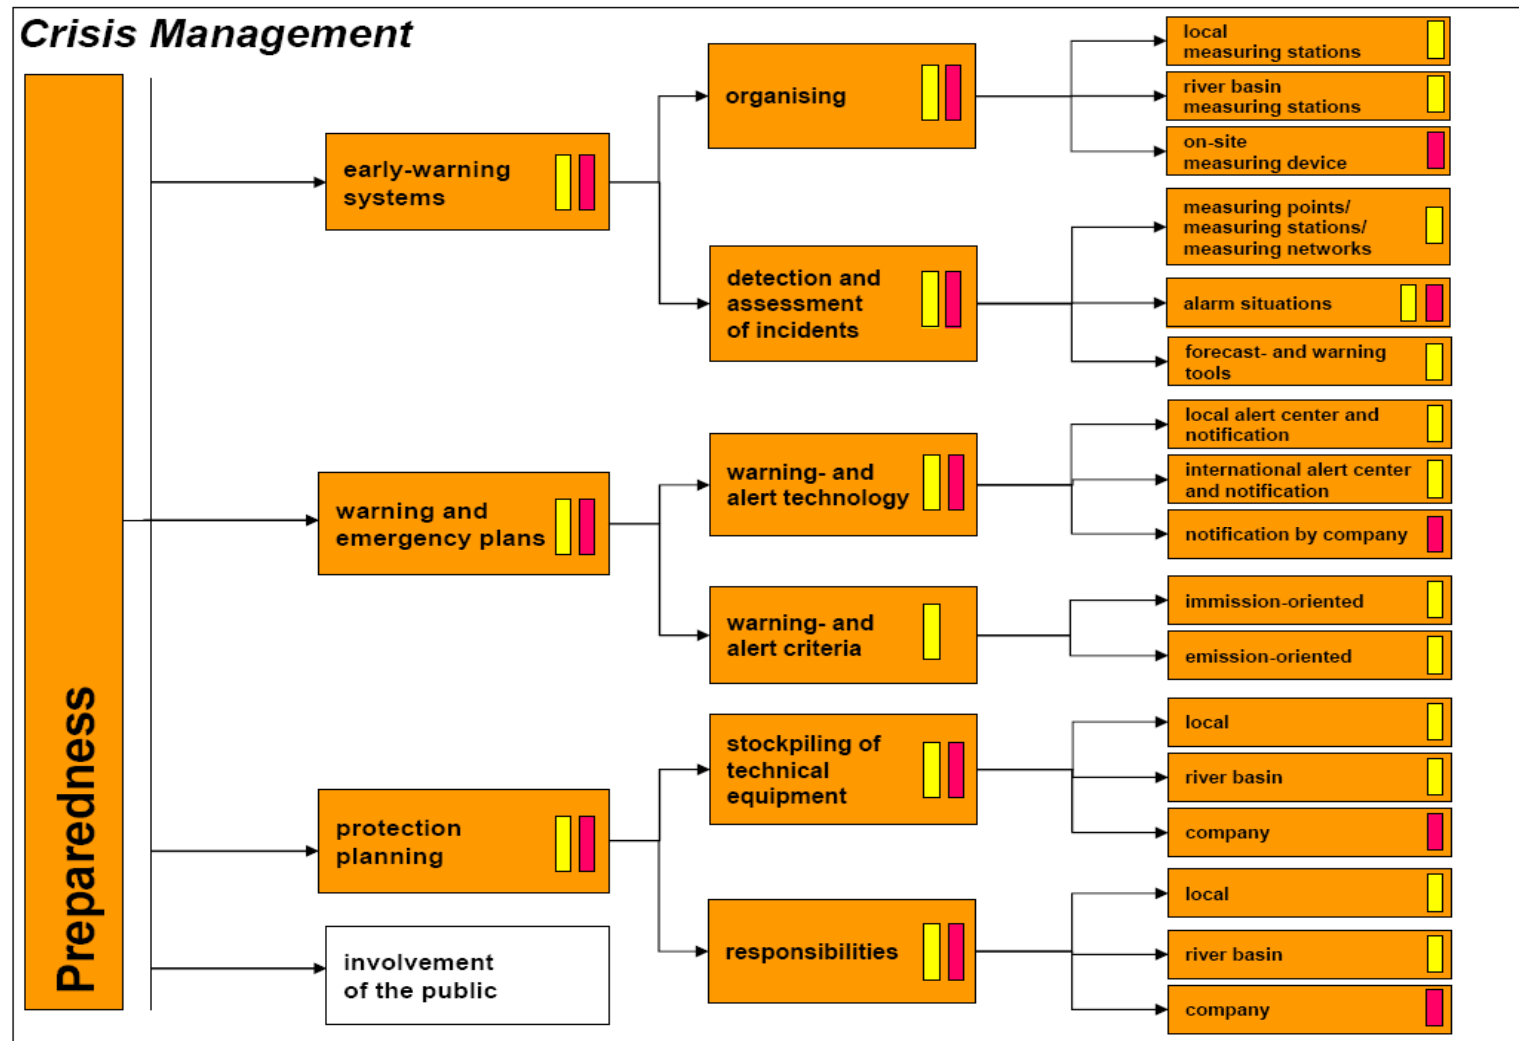 Crisis Management
Preparedness
early-warning
systems
organising
local
measuring stations
river basin
measuring stations
on-site
measuring device
detection and
assessment
of incidents
measuring points/
measuring stations/
measuring networks
alarm situations
forecast- and warning
tools
warning and
emergency plans
warning- and
alert technology
local alert center and
notification
international alert center
and notification
notification by company
warning- and
alert criteria
immission-oriented
emission-oriented
protection
planning
stockpiling of
technical
equipment
local
river basin
company
responsibilities
local
river basin
company
involvement
of the public